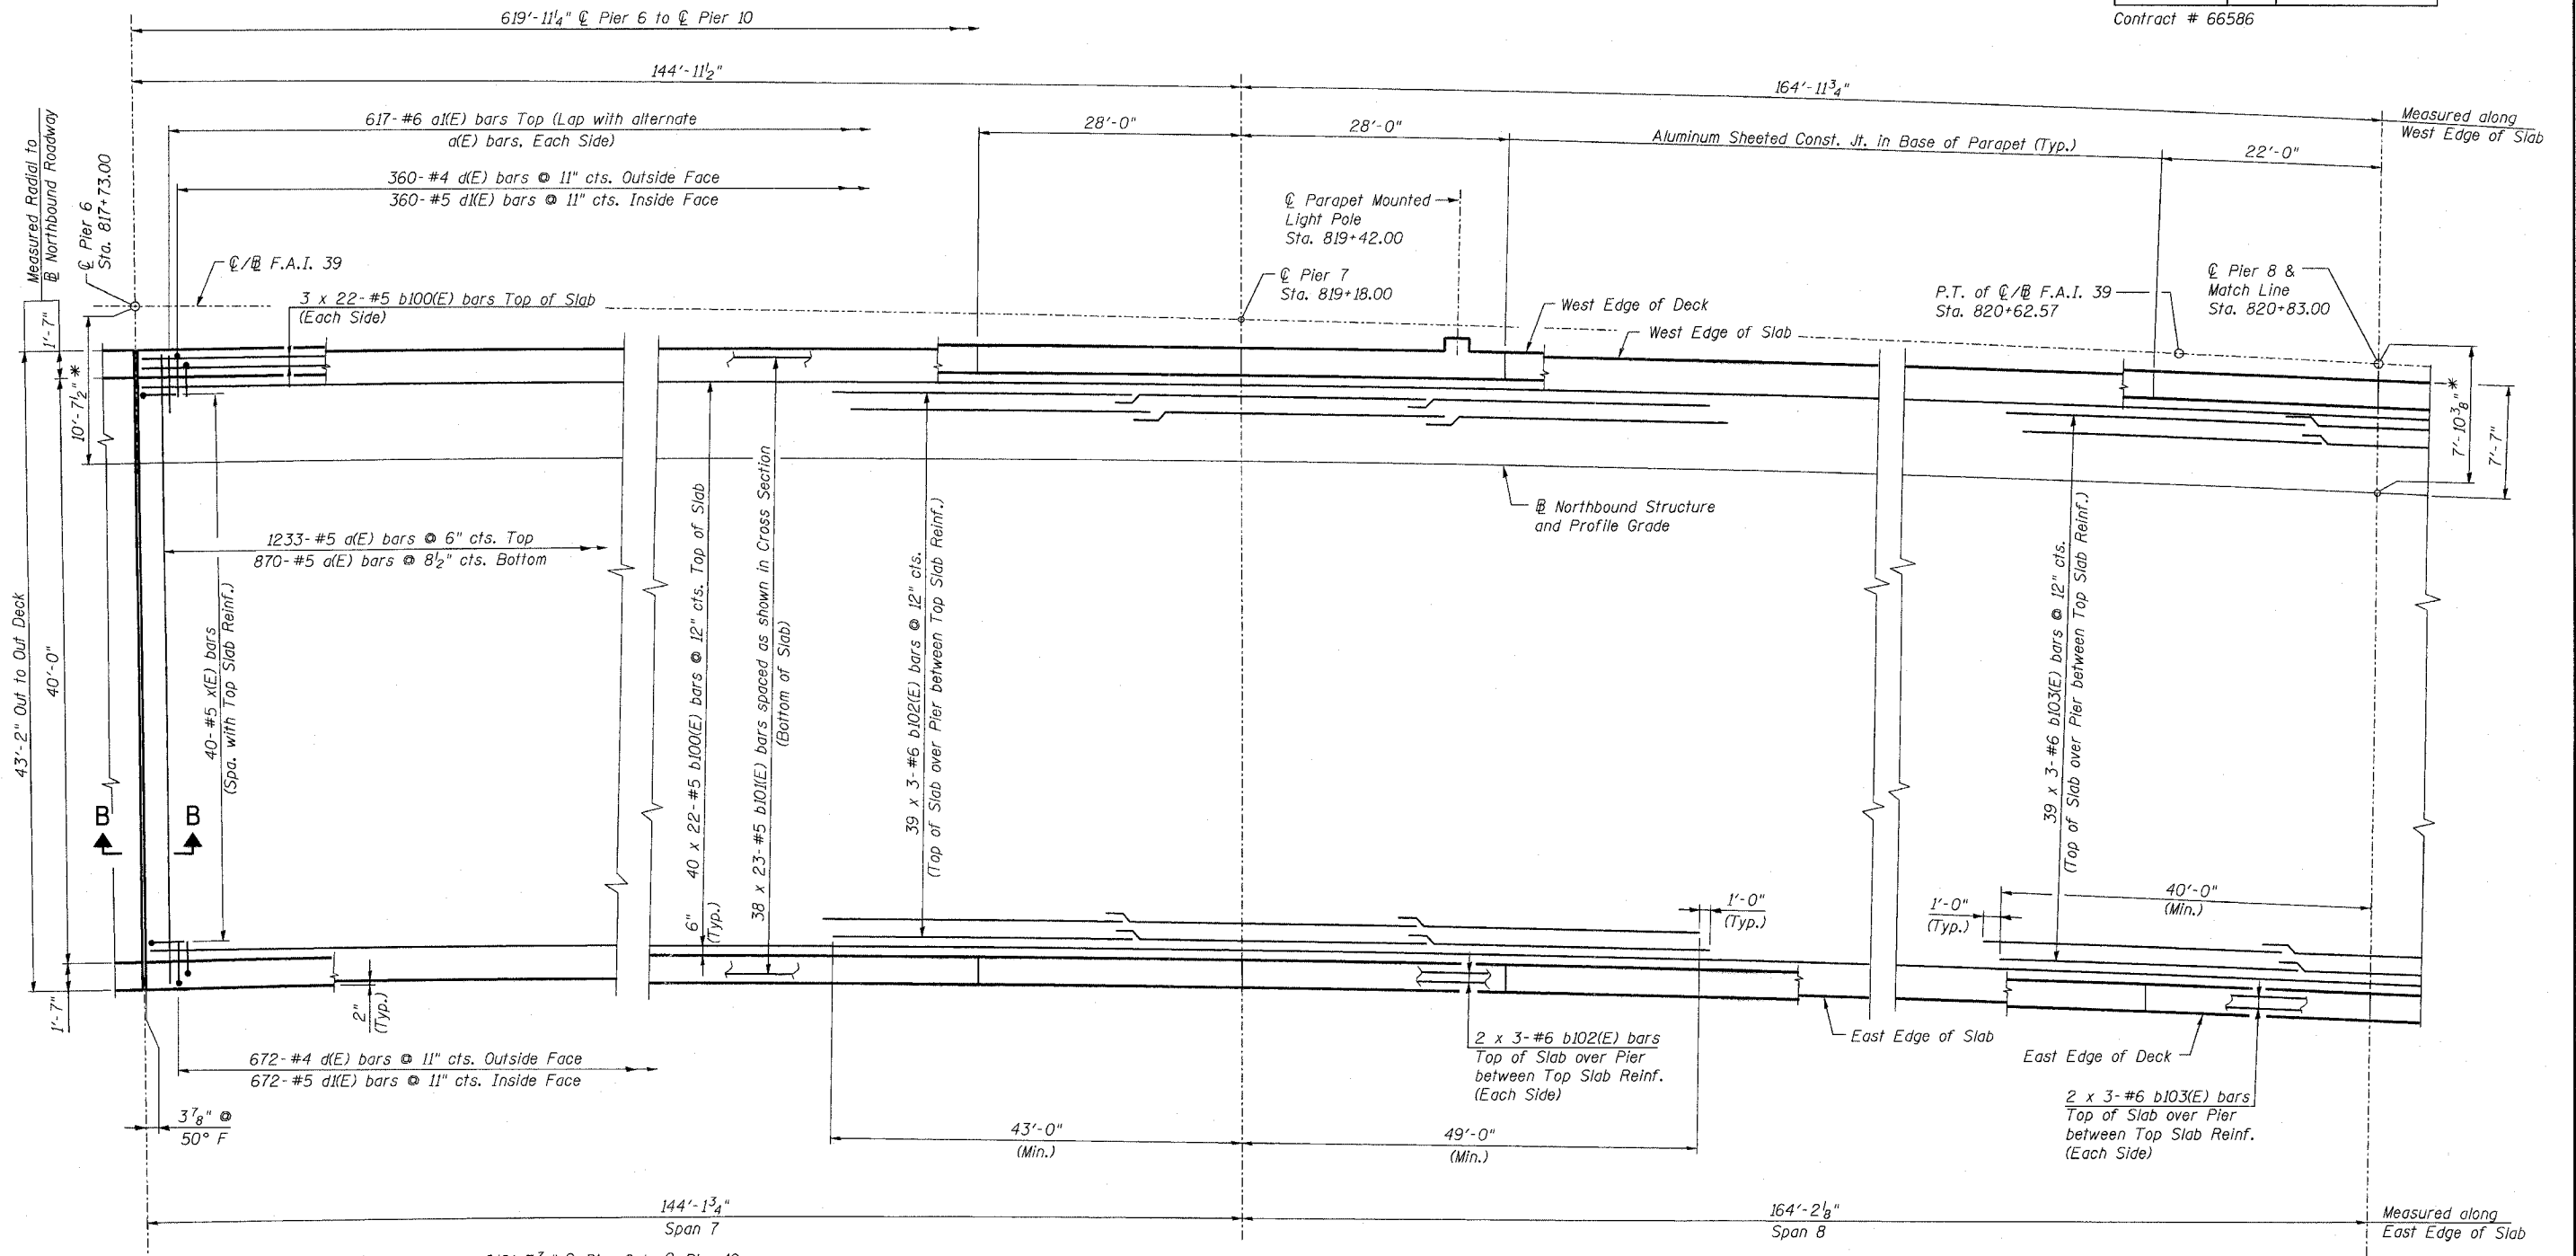 Contract # 66586
619'-11¼" ℄ Pier 6 to ℄ Pier 10
144'-11½"
164'-11¾"
Measured along
West Edge of Slab
Measured Radial to
B̲L̲ Northbound Roadway
617-#6 a1(E) bars Top (Lap with alternate
a(E) bars, Each Side)
28'-0"
28'-0"
Aluminum Sheeted Const. Jt. in Base of Parapet (Typ.)
22'-0"
360-#4 d(E) bars @ 11" cts. Outside Face
360-#5 d1(E) bars @ 11" cts. Inside Face
℄ Pier 6
Sta. 817+73.00
℄ Parapet Mounted
Light Pole
Sta. 819+42.00
℄/BL F.A.I. 39
℄ Pier 7
Sta. 819+18.00
P.T. of ℄/BL F.A.I. 39
Sta. 820+62.57
℄ Pier 8 &
Match Line
Sta. 820+83.00
3 x 22-#5 b100(E) bars Top of Slab
(Each Side)
West Edge of Deck
West Edge of Slab
1'-7"
10'-7½" *
7'-10⅜" *
7'-7"
BL Northbound Structure
and Profile Grade
1233-#5 a(E) bars @ 6" cts. Top
870-#5 a(E) bars @ 8½" cts. Bottom
43'-2" Out to Out Deck
40'-0"
40-#5 x(E) bars
(Spa. with Top Slab Reinf.)
6"
(Typ.)
40 x 22-#5 b100(E) bars @ 12" cts. Top of Slab
38 x 23-#5 b101(E) bars spaced as shown in Cross Section
(Bottom of Slab)
39 x 3-#6 b102(E) bars @ 12" cts.
(Top of Slab over Pier between Top Slab Reinf.)
39 x 3-#6 b103(E) bars @ 12" cts.
(Top of Slab over Pier between Top Slab Reinf.)
B
B
1'-0"
(Typ.)
1'-0"
(Typ.)
40'-0"
(Min.)
1'-7"
2"
(Typ.)
672-#4 d(E) bars @ 11" cts. Outside Face
672-#5 d1(E) bars @ 11" cts. Inside Face
3⅞" @
50° F
2 x 3-#6 b102(E) bars
Top of Slab over Pier
between Top Slab Reinf.
(Each Side)
East Edge of Slab
East Edge of Deck
2 x 3-#6 b103(E) bars
Top of Slab over Pier
between Top Slab Reinf.
(Each Side)
43'-0"
(Min.)
49'-0"
(Min.)
144'-1¾"
Span 7
164'-2⅛"
Span 8
Measured along
East Edge of Slab